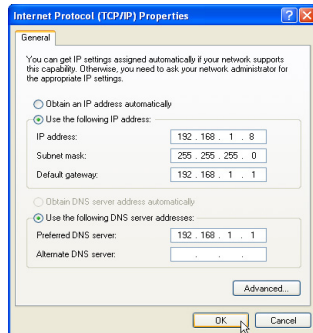 Internet Protocol (TCP/IP) Properties
General
You can get IP settings assigned automatically if your network supports
this capability. Otherwise, you need to ask your network administrator for
the appropriate IP settings.
Obtain an IP address automatically
Use the following IP address:
IP address: 192 . 168 . 1 . 8
Subnet mask: 255 . 255 . 255 . 0
Default gateway: 192 . 168 . 1 . 1
Obtain DNS server address automatically
Use the following DNS server addresses:
Preferred DNS server: 192 . 168 . 1 . 1
Alternate DNS server: . . .
Advanced...
OK Cancel